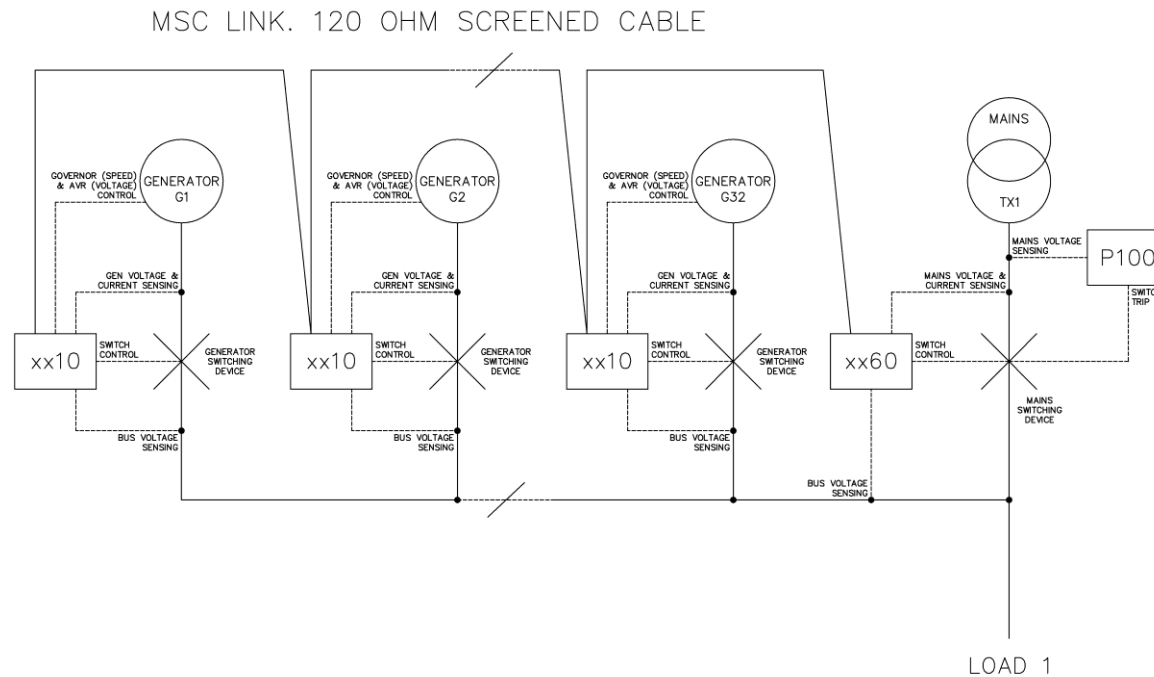 MSC LINK. 120 OHM SCREENED CABLE
GOVERNOR (SPEED)
& AVR (VOLTAGE)
CONTROL
GENERATOR
G1
GEN VOLTAGE &
CURRENT SENSING
xx10
SWITCH
CONTROL
GENERATOR
SWITCHING
DEVICE
BUS VOLTAGE
SENSING
GOVERNOR (SPEED)
& AVR (VOLTAGE)
CONTROL
GENERATOR
G2
GEN VOLTAGE &
CURRENT SENSING
xx10
SWITCH
CONTROL
GENERATOR
SWITCHING
DEVICE
BUS VOLTAGE
SENSING
GOVERNOR (SPEED)
& AVR (VOLTAGE)
CONTROL
GENERATOR
G32
GEN VOLTAGE &
CURRENT SENSING
xx10
SWITCH
CONTROL
GENERATOR
SWITCHING
DEVICE
BUS VOLTAGE
SENSING
MAINS
TX1
MAINS VOLTAGE
SENSING
P100
MAINS VOLTAGE &
CURRENT SENSING
TRIP
xx60
SWITCH
CONTROL
MAINS
SWITCHING
DEVICE
BUS VOLTAGE
SENSING
LOAD 1